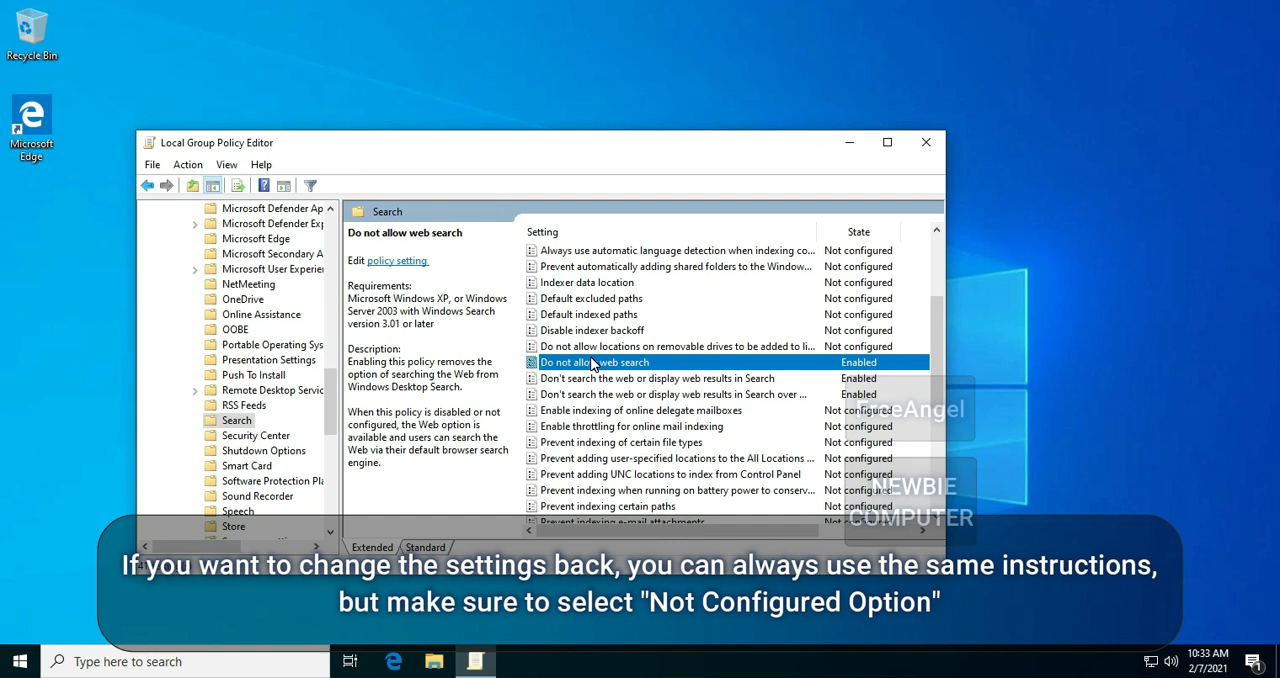 Recycle Bin
Microsoft
Edge
Local Group Policy Editor
File Action View Help
Microsoft Defender Ap
Microsoft Defender Ex
Microsoft Edge
Microsoft Secondary A
Microsoft User Experie
NetMeeting
OneDrive
Online Assistance
OOBE
Portable Operating Sys
Presentation Settings
Push To Install
Remote Desktop Servic
RSS Feeds
Search
Security Center
Shutdown Options
Smart Card
Software Protection Pla
Sound Recorder
Speech
Store
Search
Do not allow web search
Edit policy setting
Requirements:
Microsoft Windows XP, or Windows
Server 2003 with Windows Search
version 3.01 or later
Description:
Enabling this policy removes the
option of searching the Web from
Windows Desktop Search.
When this policy is disabled or not
configured, the Web option is
available and users can search the
Web via their default browser search
engine.
Setting State
Always use automatic language detection when indexing co... Not configured
Prevent automatically adding shared folders to the Window... Not configured
Indexer data location Not configured
Default excluded paths Not configured
Default indexed paths Not configured
Disable indexer backoff Not configured
Do not allow locations on removable drives to be added to li... Not configured
Do not allow web search Enabled
Don't search the web or display web results in Search Enabled
Don't search the web or display web results in Search over ... Enabled
Enable indexing of online delegate mailboxes Not configured
Enable throttling for online mail indexing Not configured
Prevent indexing of certain file types Not configured
Prevent adding user-specified locations to the All Locations ... Not configured
Prevent adding UNC locations to index from Control Panel Not configured
Prevent indexing when running on battery power to conserv... Not configured
Prevent indexing certain paths Not configured
Prevent indexing e-mail attachments Not configured
Extended Standard
FreeAngel
NEWBIE
COMPUTER
If you want to change the settings back, you can always use the same instructions,
but make sure to select "Not Configured Option"
Type here to search
10:33 AM
2/7/2021
1